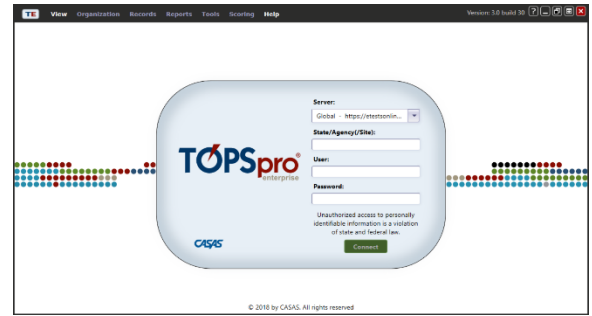 TE View Organization Records Reports Tools Scoring Help Version: 3.0 build 30
Server:
Global - https://etestsonlin...
State/Agency(/Site):
TOPSpro®
enterprise
User:
Password:
Unauthorized access to personally
identifiable information is a violation
of state and federal law.
CASAS
Connect
© 2018 by CASAS. All rights reserved